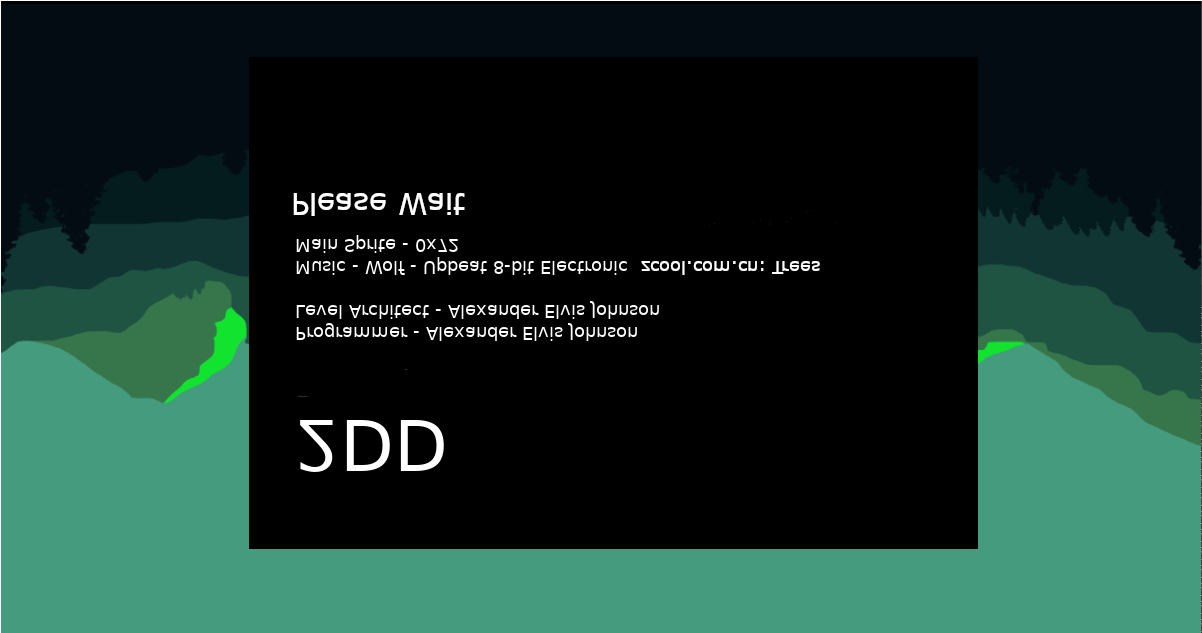 2DD
Programmer - Alexander Elvis Johnson
Level Architect - Alexander Elvis Johnson
Music - Wolf - Upbeat 8-bit Electronic zcool.com.cn: Trees
Main Sprite - 0x72
Please Wait